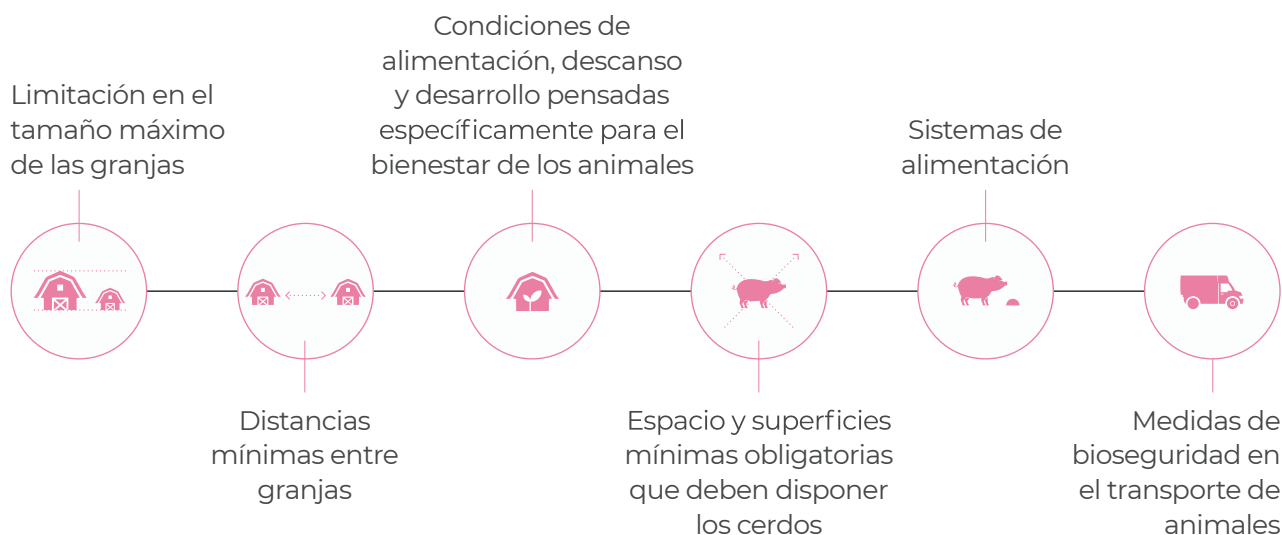 Limitación en el
tamaño máximo
de las granjas
Distancias
mínimas entre
granjas
Condiciones de
alimentación, descanso
y desarrollo pensadas
específicamente para el
bienestar de los animales
Espacio y superficies
mínimas obligatorias
que deben disponer
los cerdos
Sistemas de
alimentación
Medidas de
bioseguridad en
el transporte de
animales